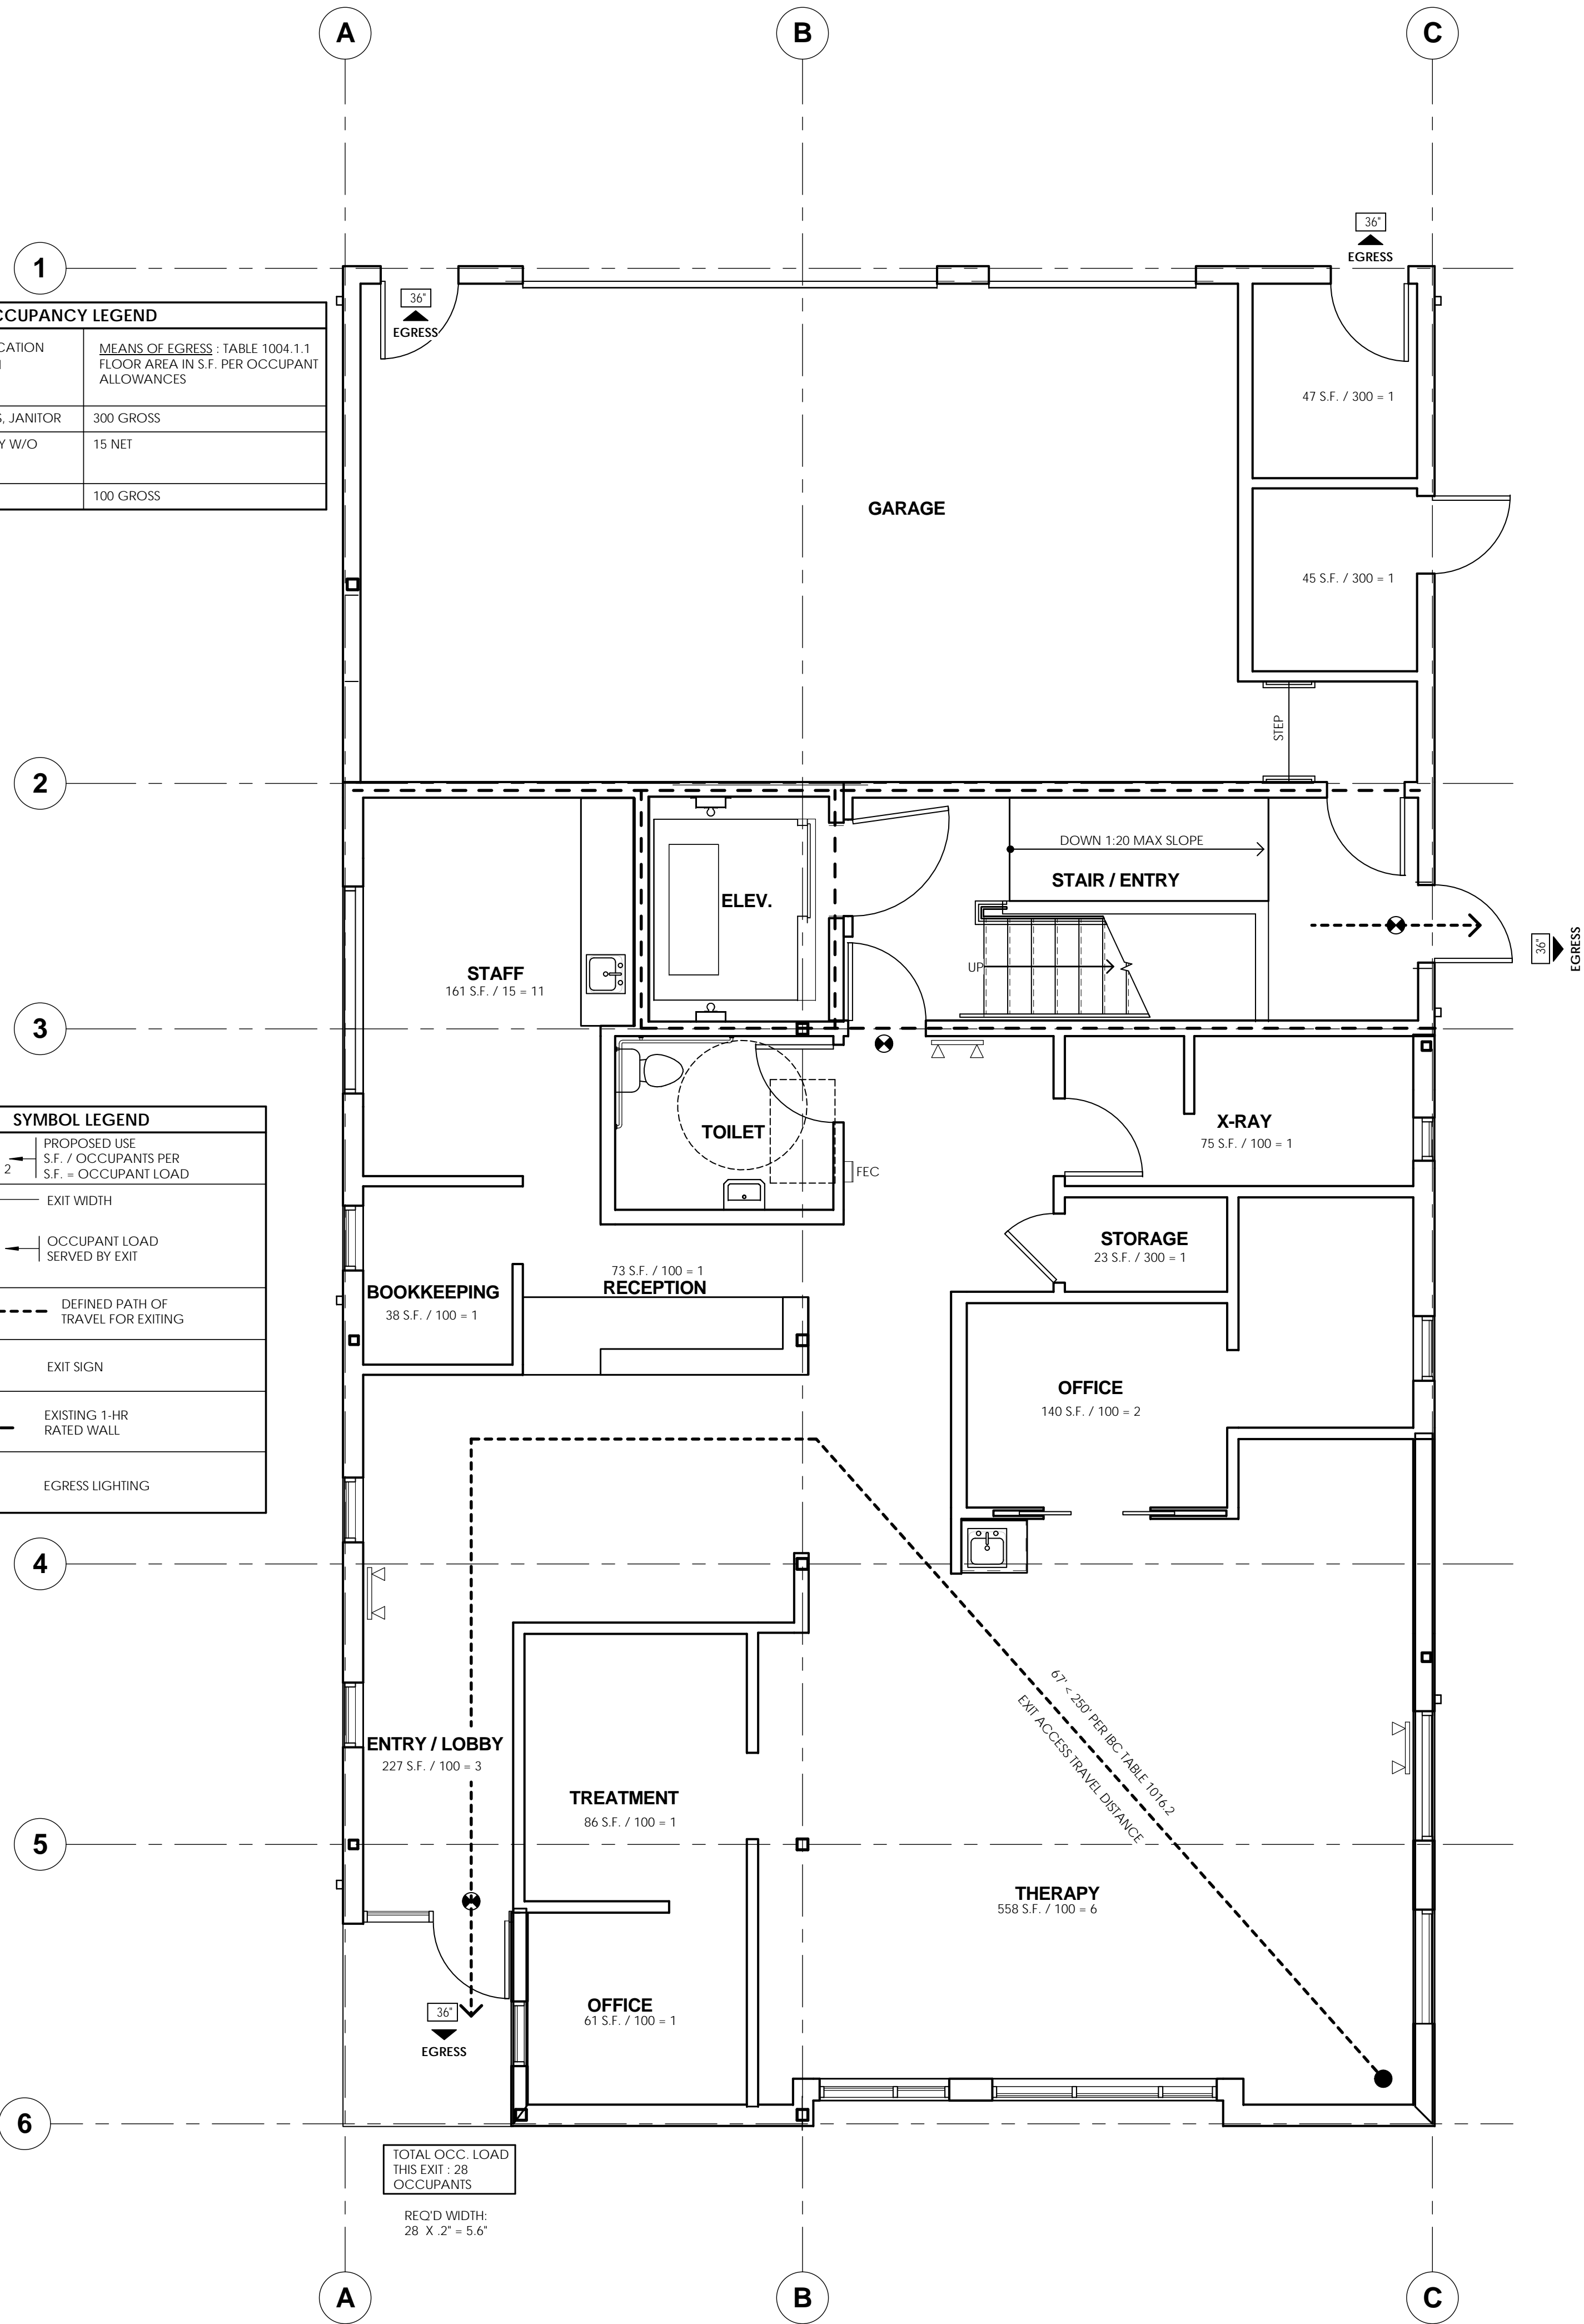 A
B
C
1
2
3
4
5
6
36"
EGRESS
36"
EGRESS
CCUPANCY LEGEND
CATION
MEANS OF EGRESS : TABLE 1004.1.1
FLOOR AREA IN S.F. PER OCCUPANT
ALLOWANCES
S, JANITOR
300 GROSS
Y W/O
15 NET
100 GROSS
47 S.F. / 300 = 1
GARAGE
45 S.F. / 300 = 1
STEP
DOWN 1:20 MAX SLOPE
STAIR / ENTRY
ELEV.
UP
36"
EGRESS
STAFF
161 S.F. / 15 = 11
SYMBOL LEGEND
2
PROPOSED USE
S.F. / OCCUPANTS PER
S.F. = OCCUPANT LOAD
EXIT WIDTH
OCCUPANT LOAD
SERVED BY EXIT
DEFINED PATH OF
TRAVEL FOR EXITING
EXIT SIGN
EXISTING 1-HR
RATED WALL
EGRESS LIGHTING
TOILET
FEC
X-RAY
75 S.F. / 100 = 1
STORAGE
23 S.F. / 300 = 1
73 S.F. / 100 = 1
RECEPTION
BOOKKEEPING
38 S.F. / 100 = 1
OFFICE
140 S.F. / 100 = 2
67' < 250' PER IBC TABLE 1016.2
EXIT ACCESS TRAVEL DISTANCE
ENTRY / LOBBY
227 S.F. / 100 = 3
TREATMENT
86 S.F. / 100 = 1
THERAPY
558 S.F. / 100 = 6
OFFICE
61 S.F. / 100 = 1
36"
EGRESS
TOTAL OCC. LOAD
THIS EXIT : 28
OCCUPANTS
REQ'D WIDTH:
28 X .2" = 5.6"
A
B
C